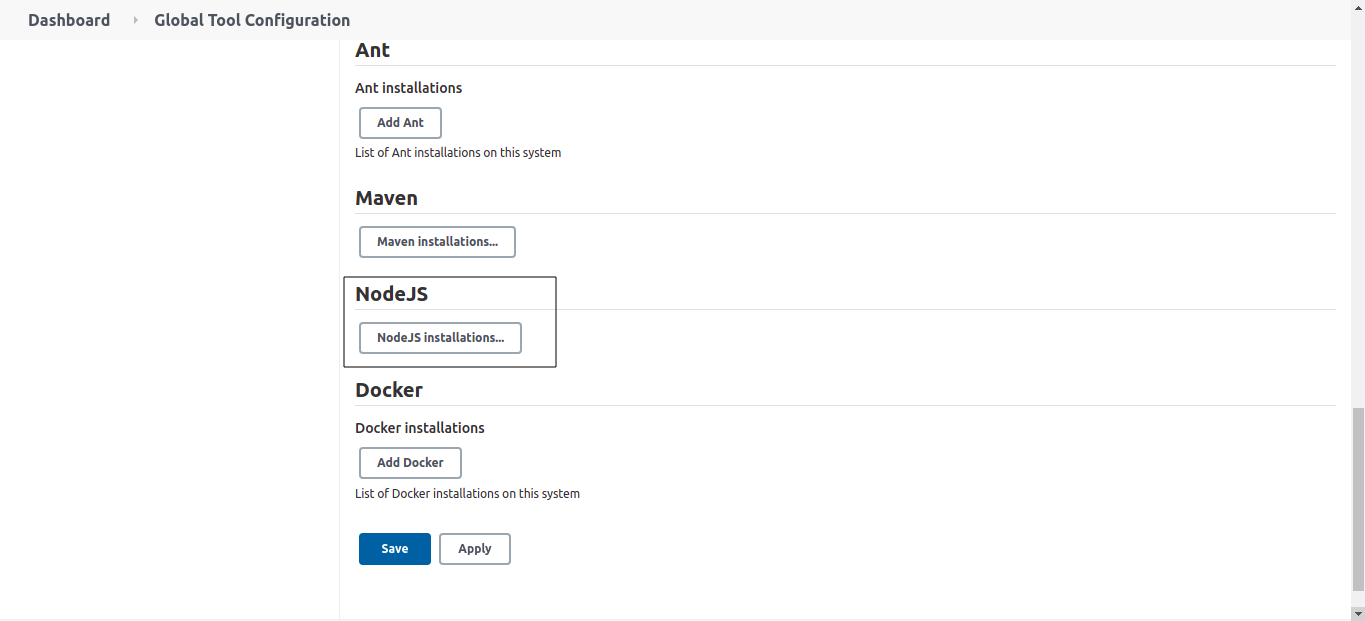 Dashboard
Global Tool Configuration
Ant
Ant installations
Add Ant
List of Ant installations on this system
Maven
Maven installations...
NodeJS
NodeJS installations...
Docker
Docker installations
Add Docker
List of Docker installations on this system
Save
Apply